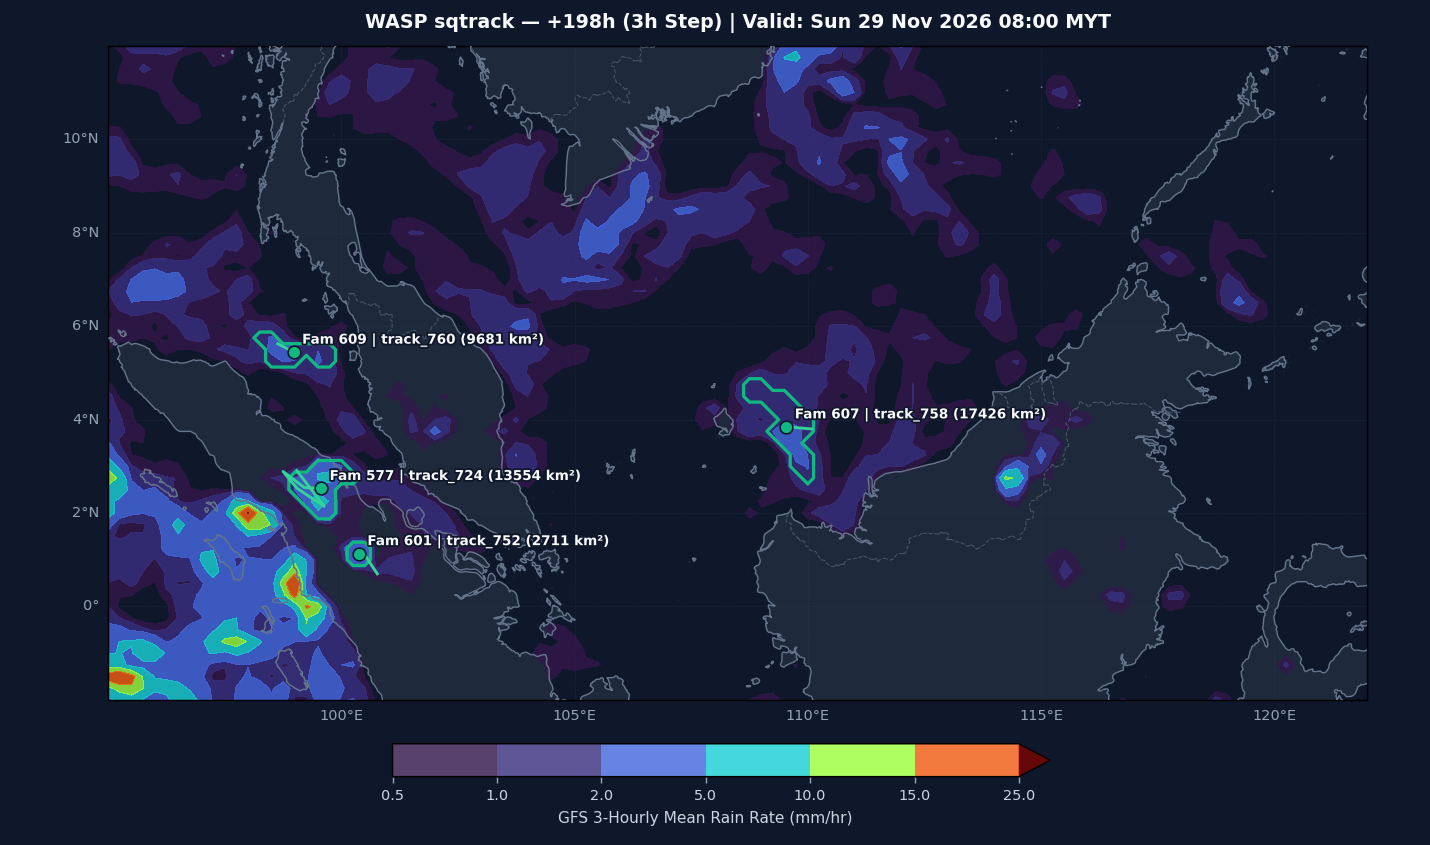 WASP sqtrack — +198h (3h Step) | Valid: Sun 29 Nov 2026 08:00 MYT
10°N
8°N
6°N
4°N
2°N
0°
Fam 609 | track_760 (9681 km²)
Fam 607 | track_758 (17426 km²)
Fam 577 | track_724 (13554 km²)
Fam 601 | track_752 (2711 km²)
100°E 105°E 110°E 115°E 120°E
0.5 1.0 2.0 5.0 10.0 15.0 25.0
GFS 3-Hourly Mean Rain Rate (mm/hr)